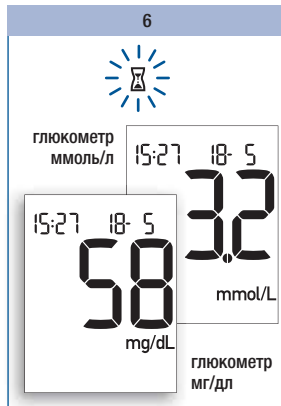 6
глюкометр
ммоль/л
15:27 18- 5
3.2
mmol/L
15:27 18- 5
58
mg/dL
глюкометр
мг/дл